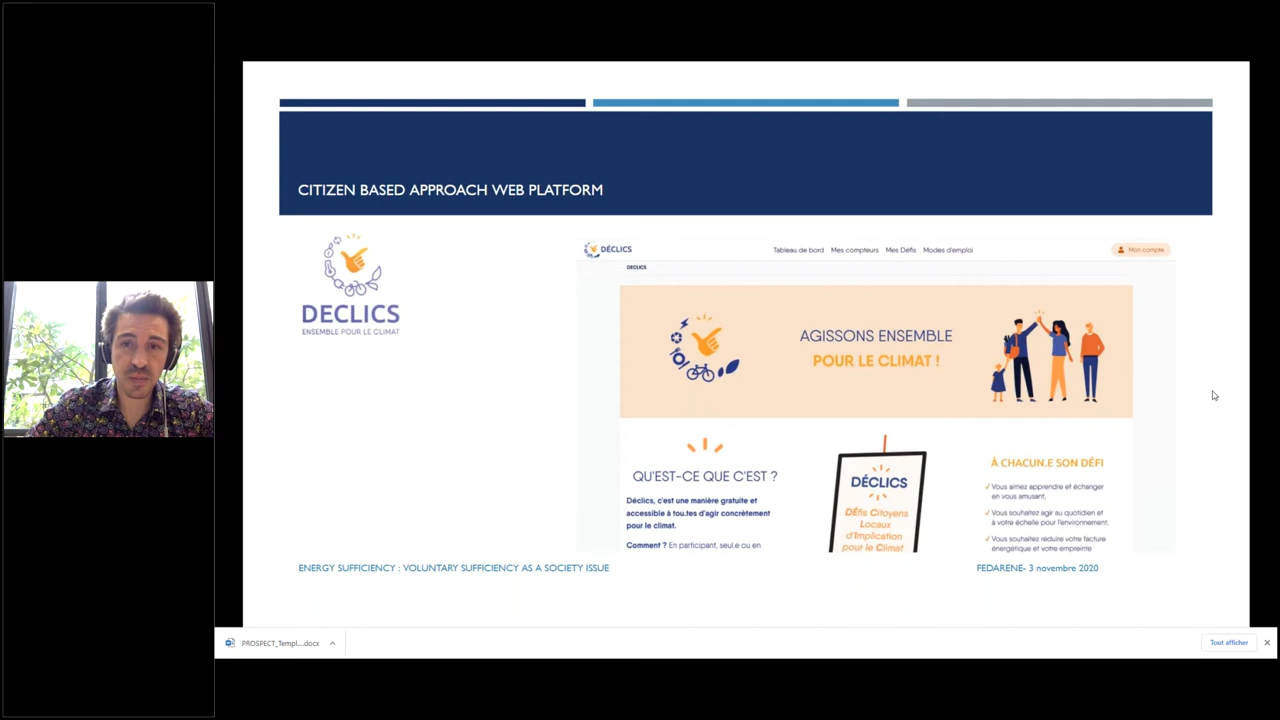 CITIZEN BASED APPROACH WEB PLATFORM
DECLICS
ENSEMBLE POUR LE CLIMAT
DÉCLICS
Tableau de bord Mes compteurs Mes Défis Modes d'emploi
Mon compte
DECLICS
AGISSONS ENSEMBLE
POUR LE CLIMAT !
QU'EST-CE QUE C'EST ?
Déclics, c'est une manière gratuite et
accessible à tou.tes d'agir concrètement
pour le climat.
Comment ? En participant, seul.e ou en
DÉCLICS
DÉfis Citoyens
Locaux
d'Implication
pour le Climat
À CHACUN.E SON DÉFI
✓ Vous aimez apprendre et échanger
en vous amusant,
✓ Vous souhaitez agir au quotidien et
à votre échelle pour l'environnement,
✓ Vous souhaitez réduire votre facture
énergetique et votre empreinte
ENERGY SUFFICIENCY : VOLUNTARY SUFFICIENCY AS A SOCIETY ISSUE
FEDARENE- 3 novembre 2020
PROSPECT_Templ....docx
Tout afficher